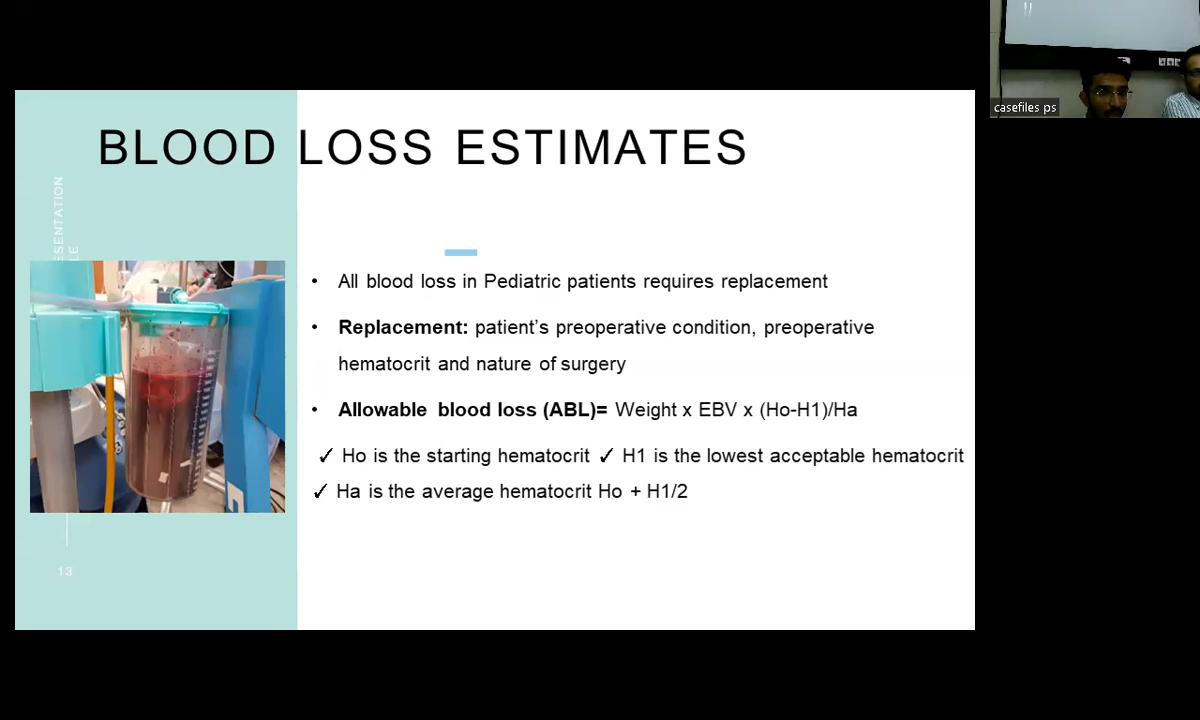 casefiles ps
BLOOD LOSS ESTIMATES
• All blood loss in Pediatric patients requires replacement
• Replacement: patient’s preoperative condition, preoperative
hematocrit and nature of surgery
• Allowable blood loss (ABL)= Weight x EBV x (Ho-H1)/Ha
✓ Ho is the starting hematocrit ✓ H1 is the lowest acceptable hematocrit
✓ Ha is the average hematocrit Ho + H1/2
13